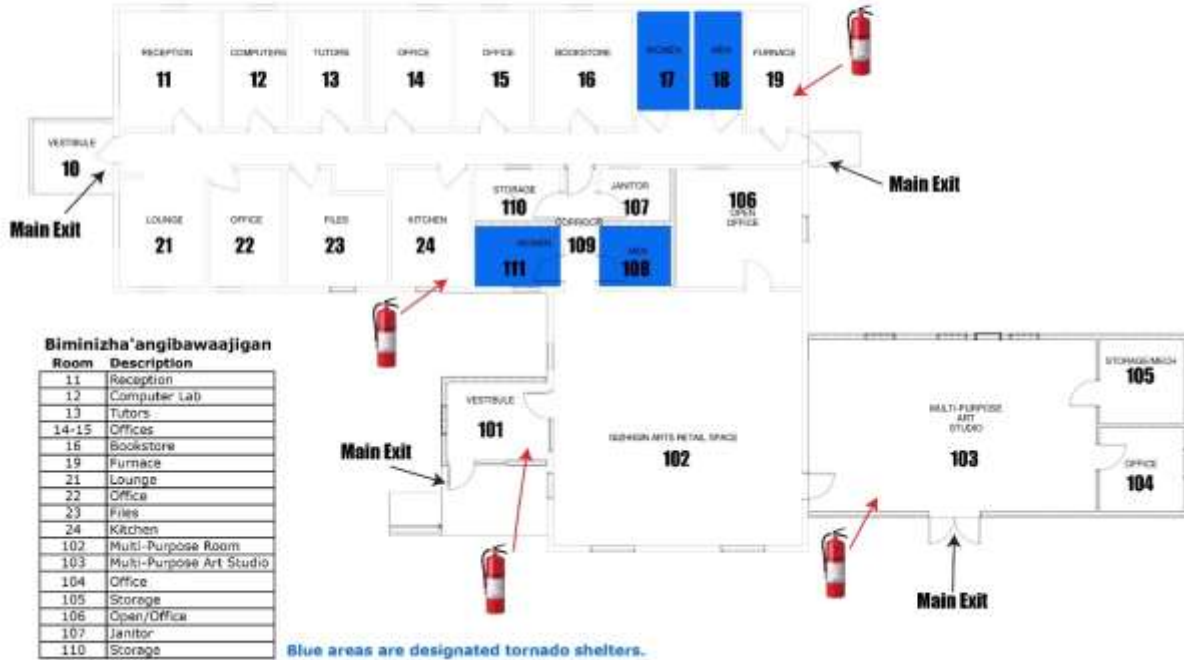 RECEPTION
11
COMPUTERS
12
TUTORS
13
OFFICE
14
OFFICE
15
BOOKSTORE
16
WOMEN
17
MEN
18
FURNACE
19
VESTIBULE
10
Main Exit
Main Exit
LOUNGE
21
OFFICE
22
FILES
23
KITCHEN
24
STORAGE
110
JANITOR
107
CORRIDOR
109
WOMEN
111
MEN
108
106
OPEN
OFFICE
VESTIBULE
101
Main Exit
102
MULTI-PURPOSE
ART
STUDIO
103
STORAGE/MECH
105
OFFICE
104
Main Exit
ARTS RETAIL SPACE
Biminizha'angibawaajigan
Room Description
11 Reception
12 Computer Lab
13 Tutors
14-15 Offices
16 Bookstore
19 Furnace
21 Lounge
22 Office
23 Files
24 Kitchen
102 Multi-Purpose Room
103 Multi-Purpose Art Studio
104 Office
105 Storage
106 Open/Office
107 Janitor
110 Storage
Blue areas are designated tornado shelters.